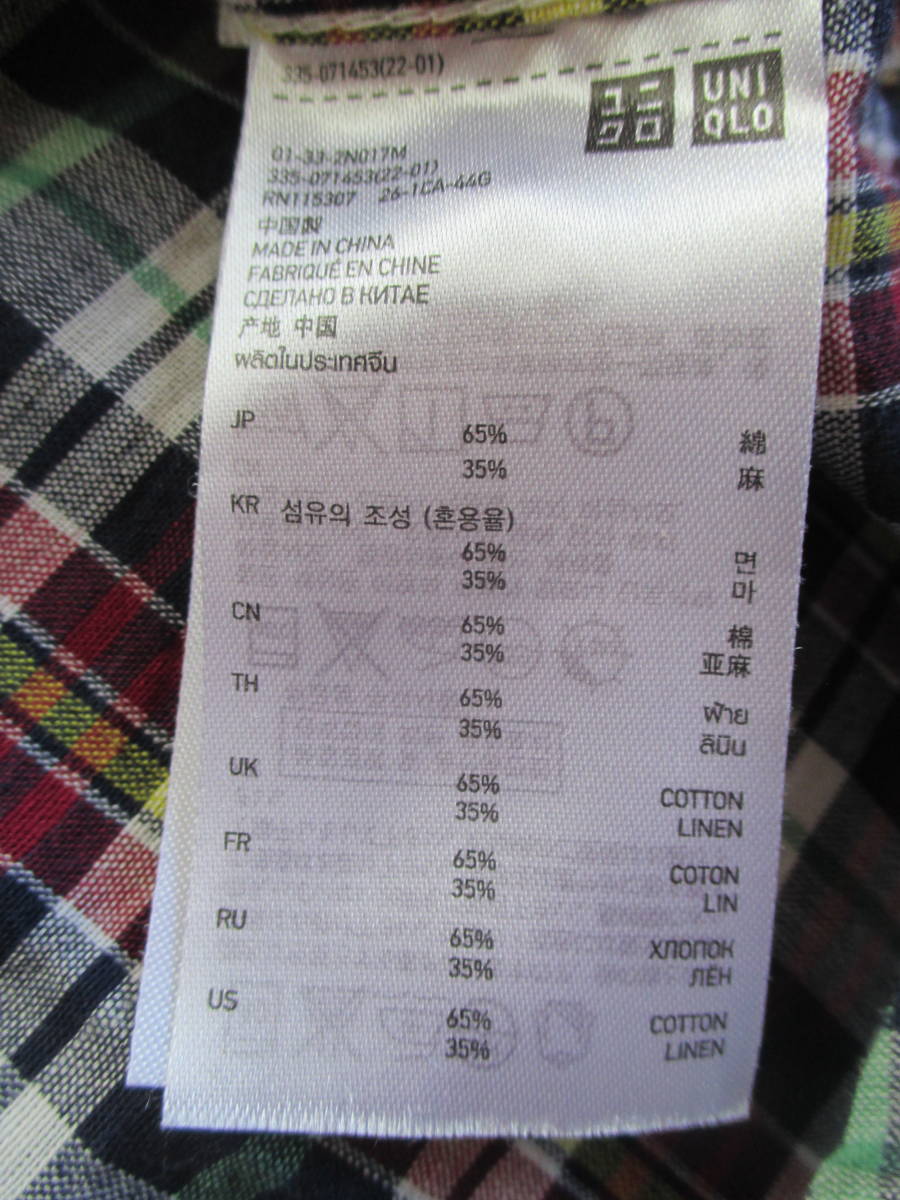 335-071453(22-01)
ユニクロ
UNIQLO
01-33-2N017M
335-071453(22-01)
RN115307 26-1CA-44G
中国製
MADE IN CHINA
FABRIQUÉ EN CHINE
СДЕЛАНО В КИТАЕ
产地 中国
ผลิตในประเทศจีน
JP
65% 綿
35% 麻
KR 섬유의 조성 (혼용율)
65% 면
35% 마
CN
65% 棉
35% 亚麻
TH
65% ฝ้าย
35% ลินิน
UK
65% COTTON
35% LINEN
FR
65% COTON
35% LIN
RU
65% ХЛОПОК
35% ЛЁН
US
65% COTTON
35% LINEN